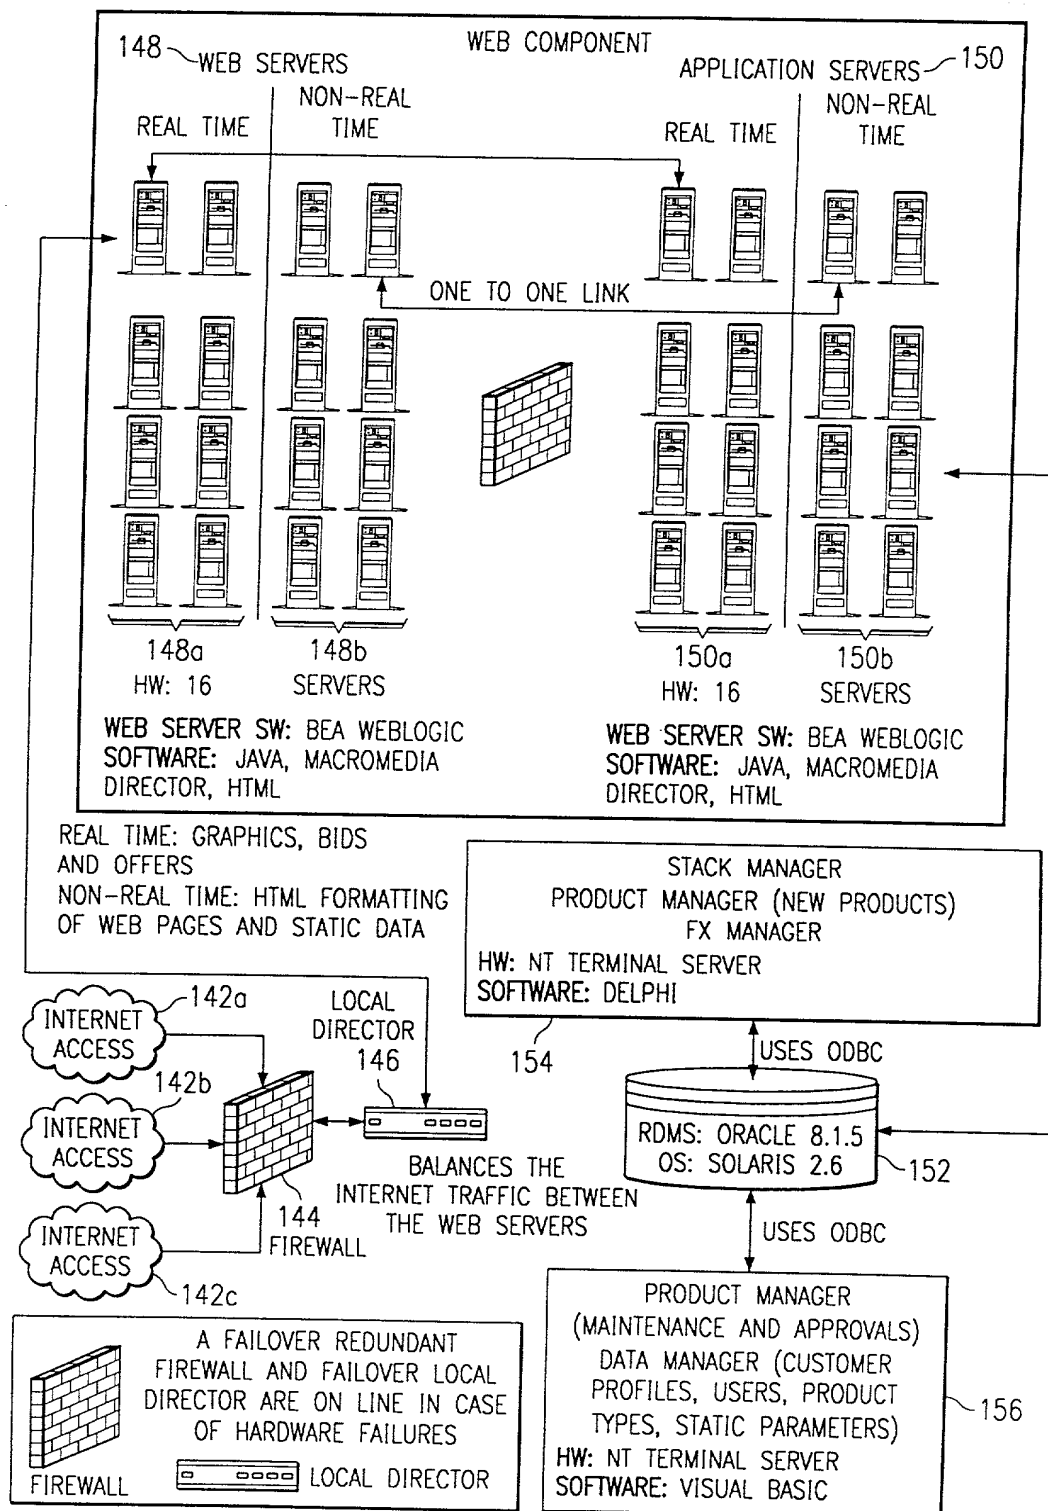 WEB COMPONENT
148
WEB SERVERS
NON-REAL
TIME
REAL TIME
APPLICATION SERVERS
150
NON-REAL
TIME
REAL TIME
ONE TO ONE LINK
148a
148b
HW: 16
SERVERS
WEB SERVER SW: BEA WEBLOGIC
SOFTWARE: JAVA, MACROMEDIA
DIRECTOR, HTML
150a
150b
HW: 16
SERVERS
WEB SERVER SW: BEA WEBLOGIC
SOFTWARE: JAVA, MACROMEDIA
DIRECTOR, HTML
REAL TIME: GRAPHICS, BIDS
AND OFFERS
NON-REAL TIME: HTML FORMATTING
OF WEB PAGES AND STATIC DATA
STACK MANAGER
PRODUCT MANAGER (NEW PRODUCTS)
FX MANAGER
HW: NT TERMINAL SERVER
SOFTWARE: DELPHI
154
USES ODBC
142a
INTERNET
ACCESS
142b
INTERNET
ACCESS
INTERNET
ACCESS
142c
144
FIREWALL
LOCAL
DIRECTOR
146
BALANCES THE
INTERNET TRAFFIC BETWEEN
THE WEB SERVERS
RDMS: ORACLE 8.1.5
OS: SOLARIS 2.6
152
USES ODBC
PRODUCT MANAGER
(MAINTENANCE AND APPROVALS)
DATA MANAGER (CUSTOMER
PROFILES, USERS, PRODUCT
TYPES, STATIC PARAMETERS)
HW: NT TERMINAL SERVER
SOFTWARE: VISUAL BASIC
156
A FAILOVER REDUNDANT
FIREWALL AND FAILOVER LOCAL
DIRECTOR ARE ON LINE IN CASE
OF HARDWARE FAILURES
FIREWALL
LOCAL DIRECTOR